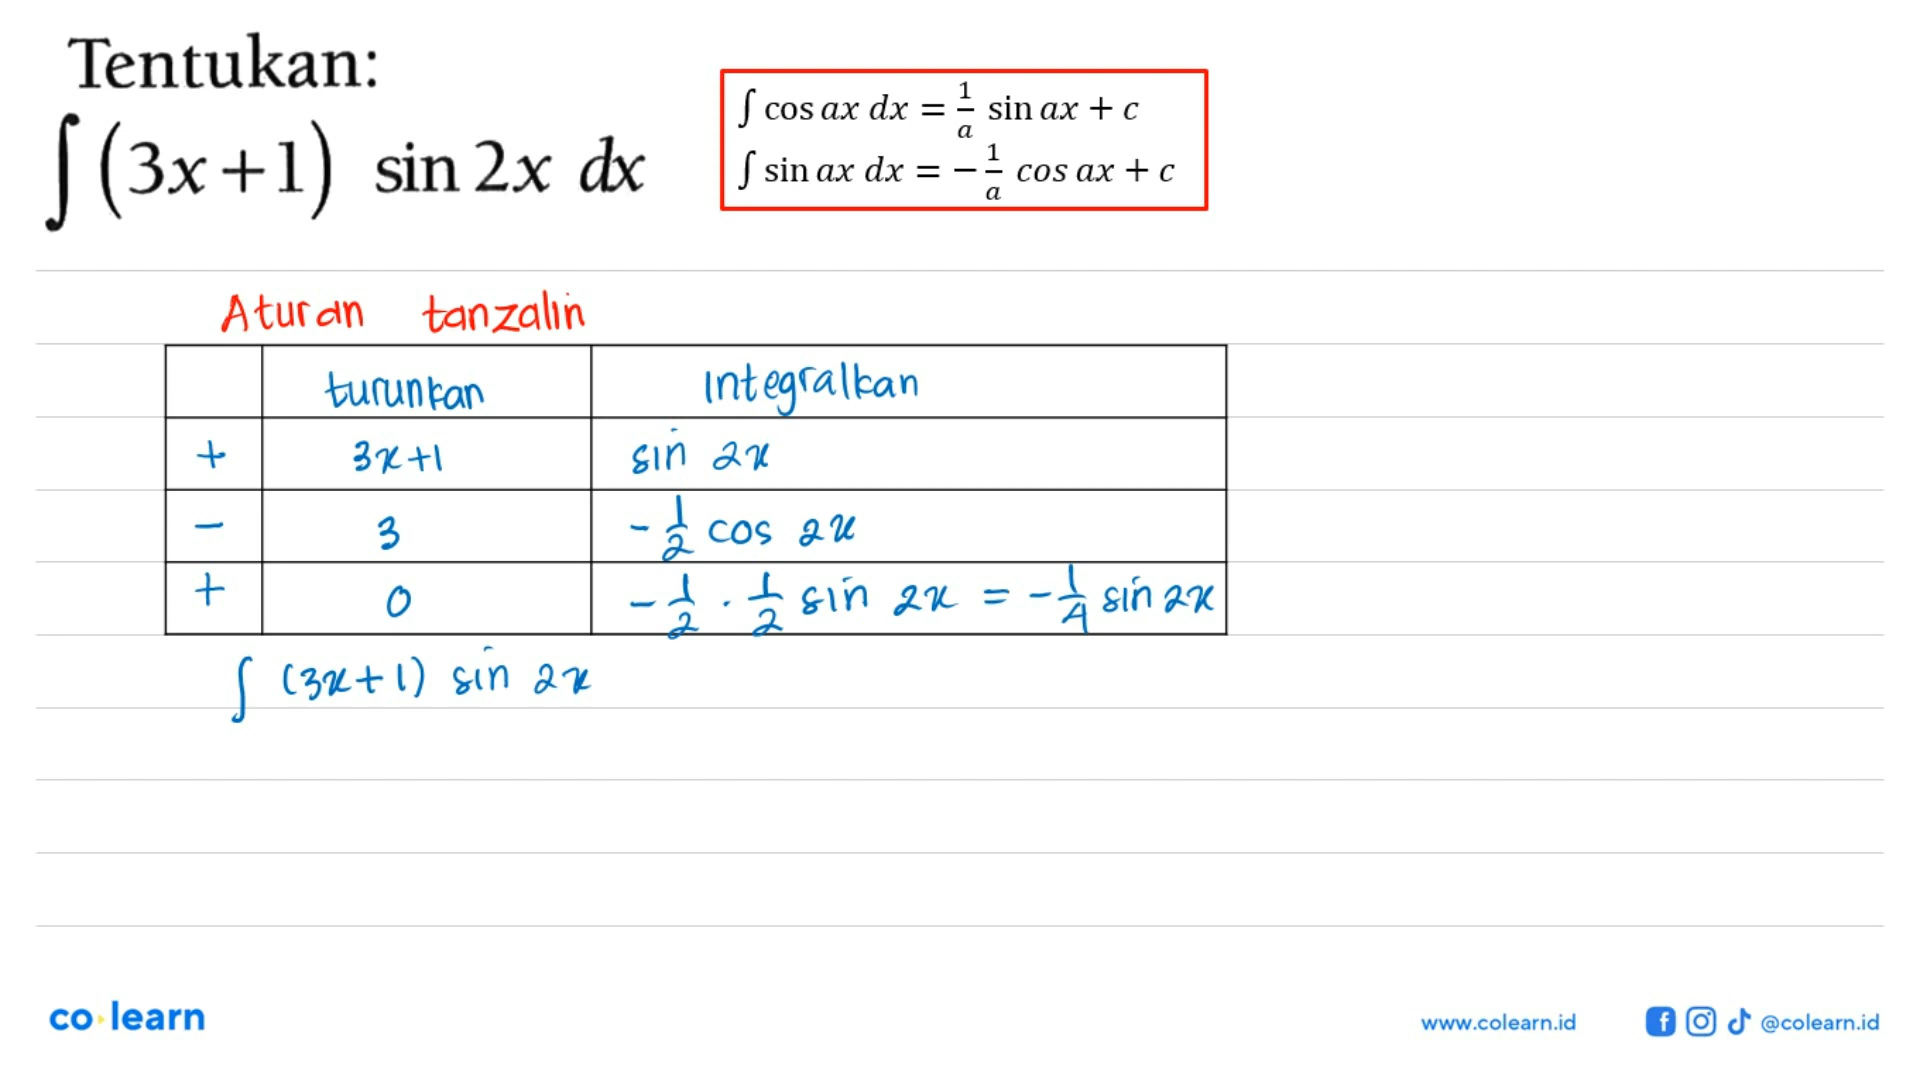 Tentukan:
∫(3x+1) sin 2x dx
∫ cos ax dx = 1/a sin ax + c
∫ sin ax dx = − 1/a cos ax + c
Aturan tanzalin
turunkan integralkan
+ 3x+1 sin 2x
- 3 - 1/2 cos 2x
+ 0 - 1/2 . 1/2 sin 2x = - 1/4 sin 2x
∫ (3x+1) sin 2x
co learn
www.colearn.id @colearn.id